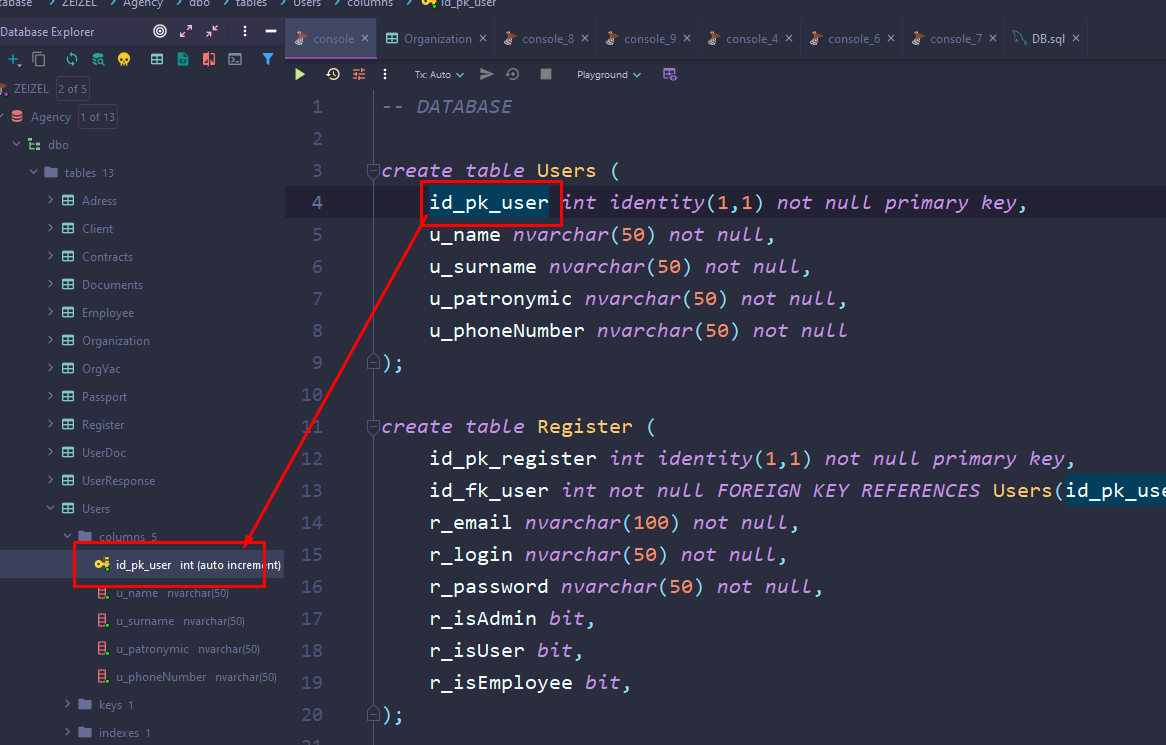 tabase > ZEIZEL > Agency > dbo > tables > Users > columns > id_pk_user
Database Explorer
console
Organization
console_8
console_9
console_4
console_6
console_7
DB.sql
Tx: Auto
Playground
ZEIZEL 2 of 5
Agency 1 of 13
dbo
tables 13
Adress
Client
Contracts
Documents
Employee
Organization
OrgVac
Passport
Register
UserDoc
UserResponse
Users
columns 5
id_pk_user int (auto increment)
u_name nvarchar(50)
u_surname nvarchar(50)
u_patronymic nvarchar(50)
u_phoneNumber nvarchar(50)
keys 1
indexes 1
1 -- DATABASE
2
3 create table Users (
4 id_pk_user int identity(1,1) not null primary key,
5 u_name nvarchar(50) not null,
6 u_surname nvarchar(50) not null,
7 u_patronymic nvarchar(50) not null,
8 u_phoneNumber nvarchar(50) not null
9 );
10
11 create table Register (
12 id_pk_register int identity(1,1) not null primary key,
13 id_fk_user int not null FOREIGN KEY REFERENCES Users(id_pk_use
14 r_email nvarchar(100) not null,
15 r_login nvarchar(50) not null,
16 r_password nvarchar(50) not null,
17 r_isAdmin bit,
18 r_isUser bit,
19 r_isEmployee bit,
20 );